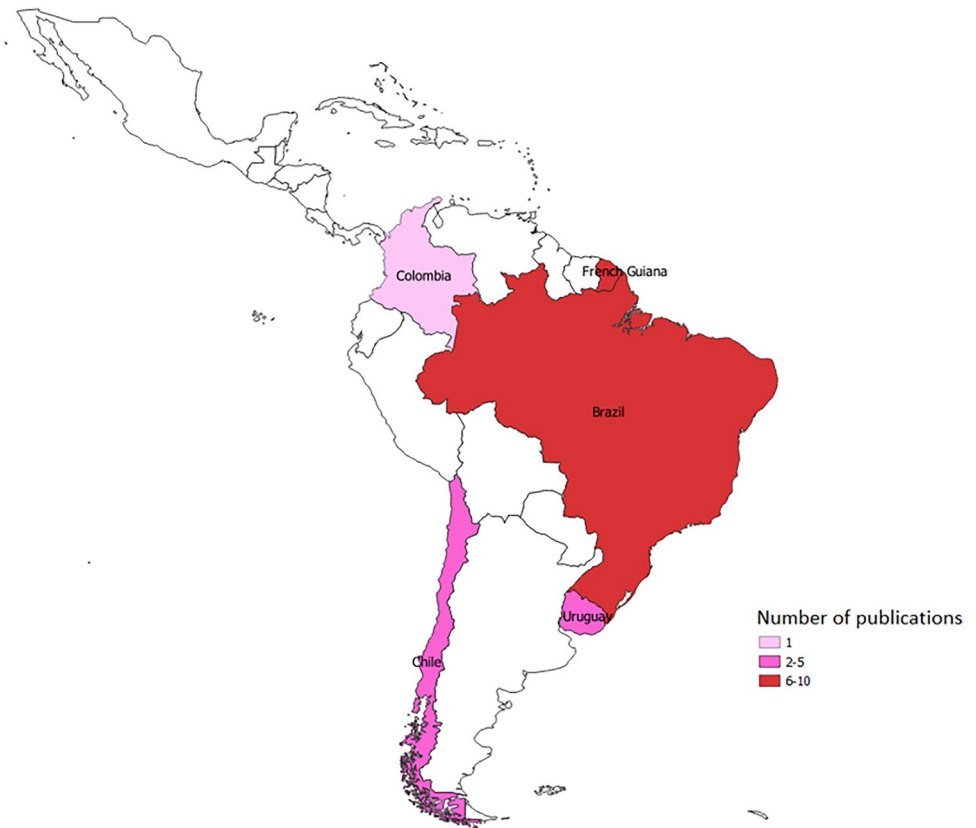 Colombia
French Guiana
Brazil
Uruguay
Chile
Number of publications
1
2-5
6-10